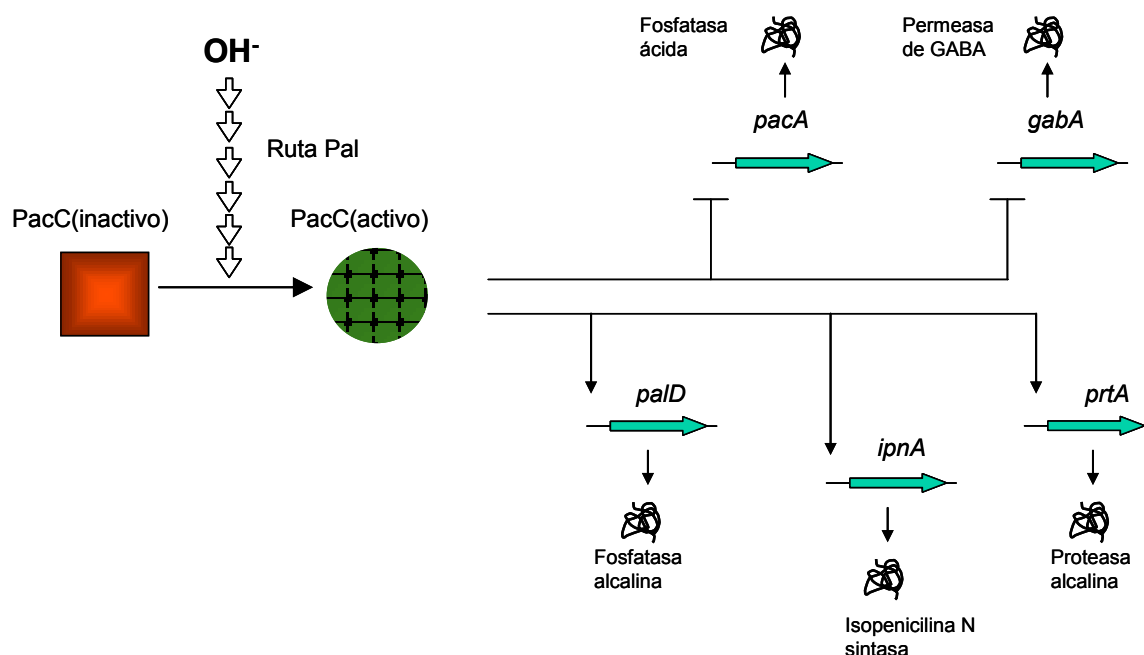 Fosfatasa
ácida
Permeasa
de GABA
OH-
Ruta Pal
pacA
gabA
PacC(inactivo)
PacC(activo)
palD
prtA
ipnA
Fosfatasa
alcalina
Proteasa
alcalina
Isopenicilina N
sintasa